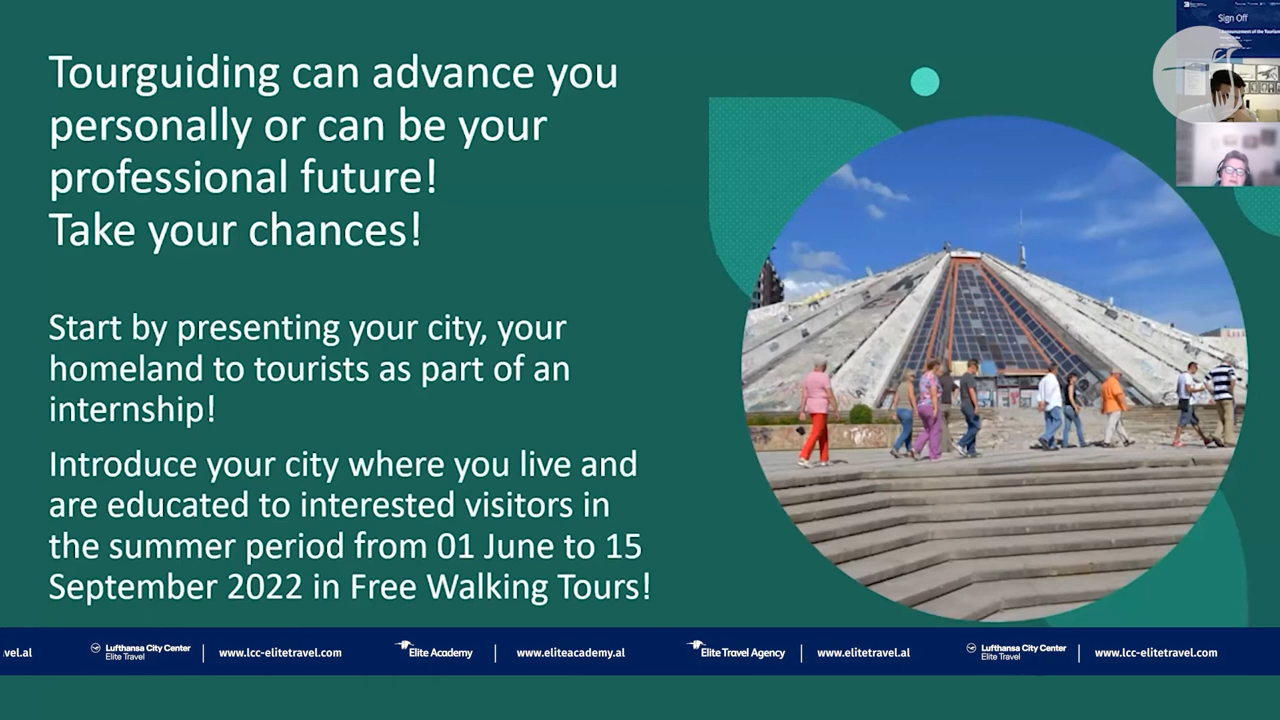 Tourguiding can advance you
personally or can be your
professional future!
Take your chances!
Start by presenting your city, your
homeland to tourists as part of an
internship!
Introduce your city where you live and
are educated to interested visitors in
the summer period from 01 June to 15
September 2022 in Free Walking Tours!
Sign Off
vel.al
Lufthansa City Center
Elite Travel
www.lcc-elitetravel.com
Elite Academy
www.eliteacademy.al
Elite Travel Agency
www.elitetravel.al
Lufthansa City Center
Elite Travel
www.lcc-elitetravel.com